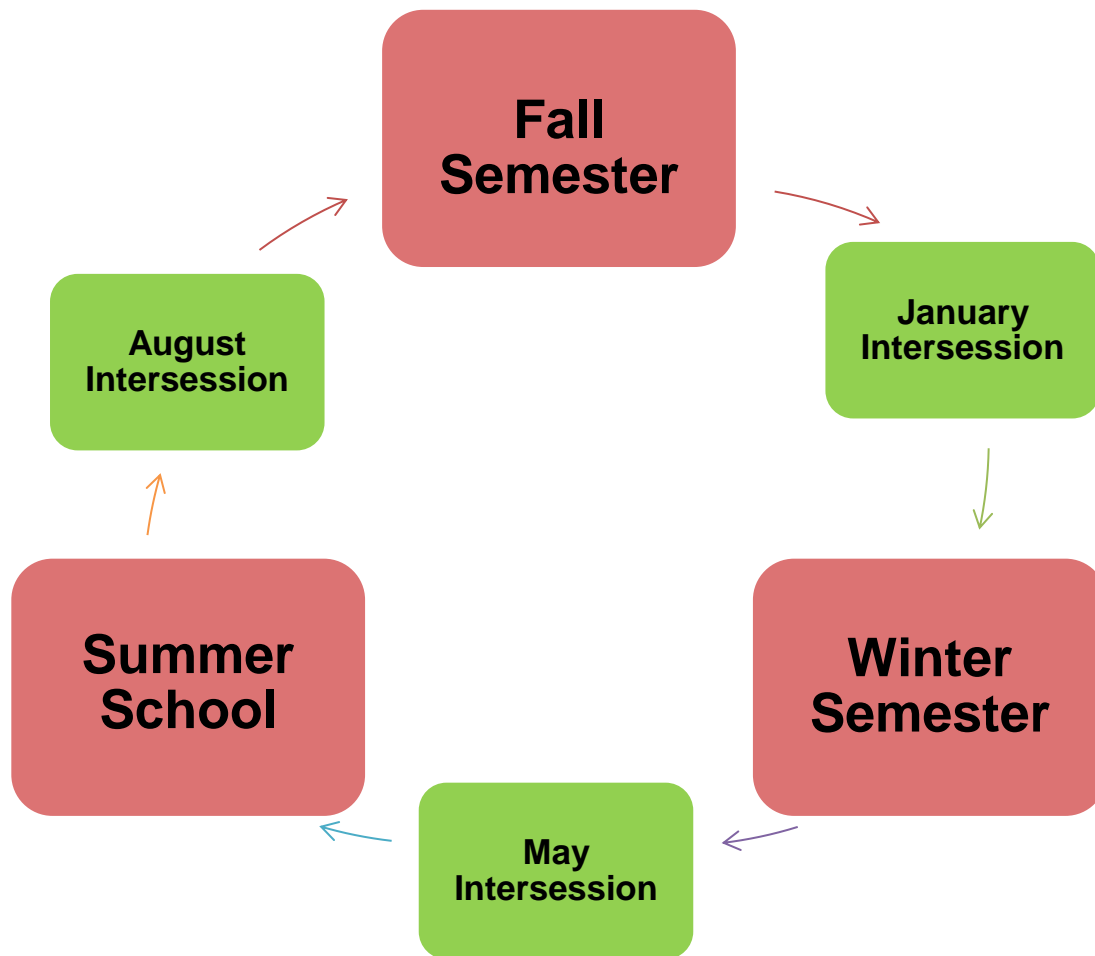 Fall
Semester
January
Intersession
Winter
Semester
May
Intersession
Summer
School
August
Intersession